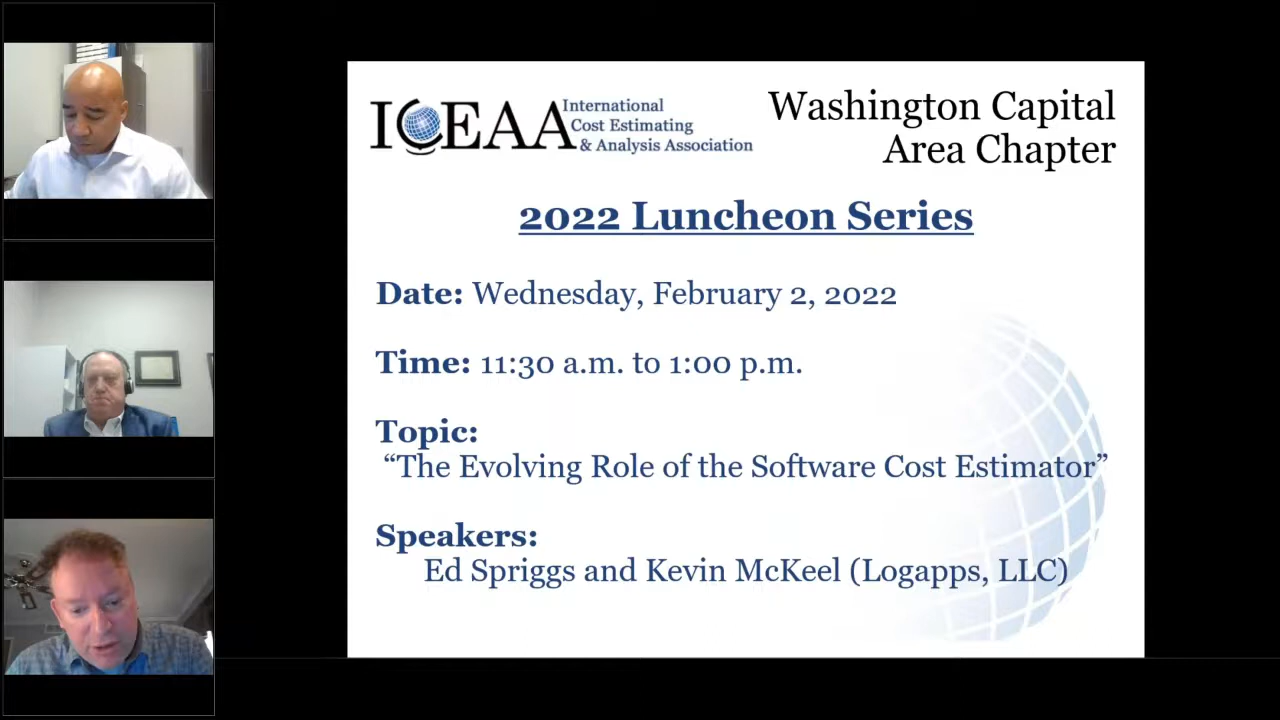 ICEAA International
Cost Estimating
& Analysis Association
Washington Capital
Area Chapter
2022 Luncheon Series
Date: Wednesday, February 2, 2022
Time: 11:30 a.m. to 1:00 p.m.
Topic:
“The Evolving Role of the Software Cost Estimator”
Speakers:
Ed Spriggs and Kevin McKeel (Logapps, LLC)